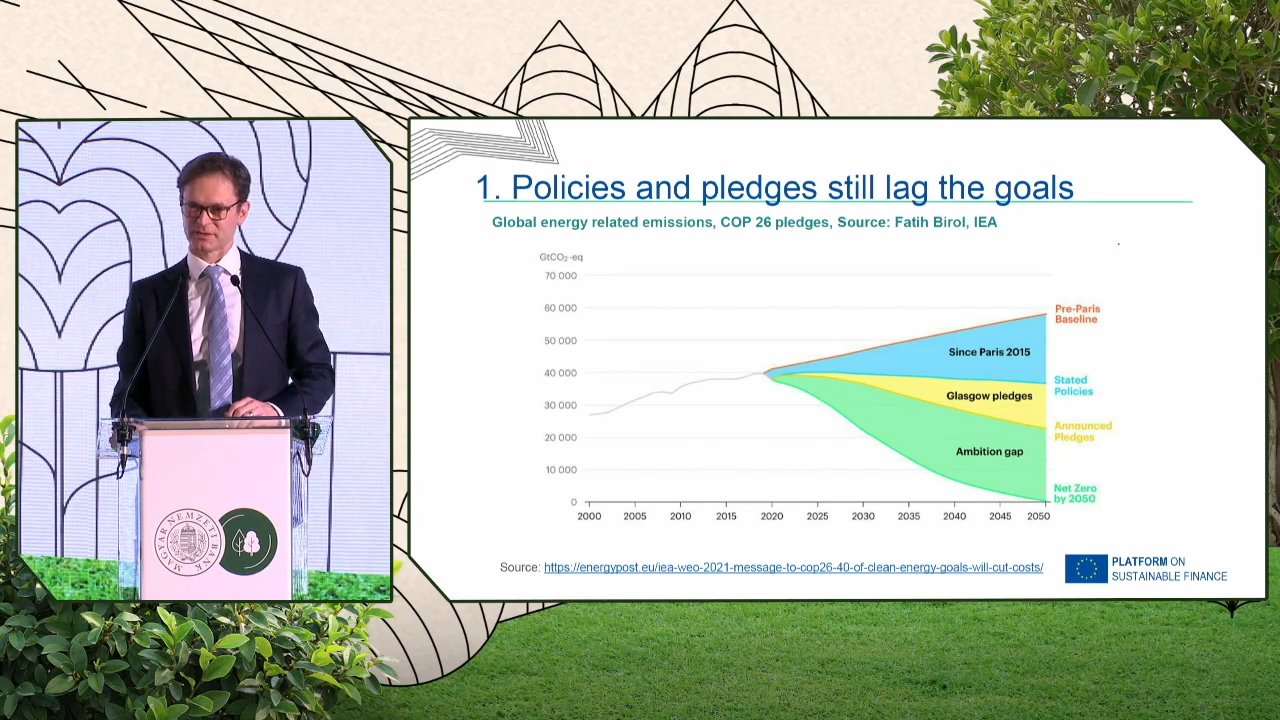 1. Policies and pledges still lag the goals
Global energy related emissions, COP 26 pledges, Source: Fatih Birol, IEA
GtCO₂-eq
70 000
60 000
50 000
40 000
30 000
20 000
10 000
0
2000
2005
2010
2015
2020
2025
2030
2035
2040
2045
2050
Since Paris 2015
Glasgow pledges
Ambition gap
Pre-Paris
Baseline
Stated
Policies
Announced
Pledges
Net Zero
by 2050
Source: https://energypost.eu/iea-weo-2021-message-to-cop26-40-of-clean-energy-goals-will-cut-costs/
PLATFORM ON
SUSTAINABLE FINANCE
MAGYAR NEMZETI BANK